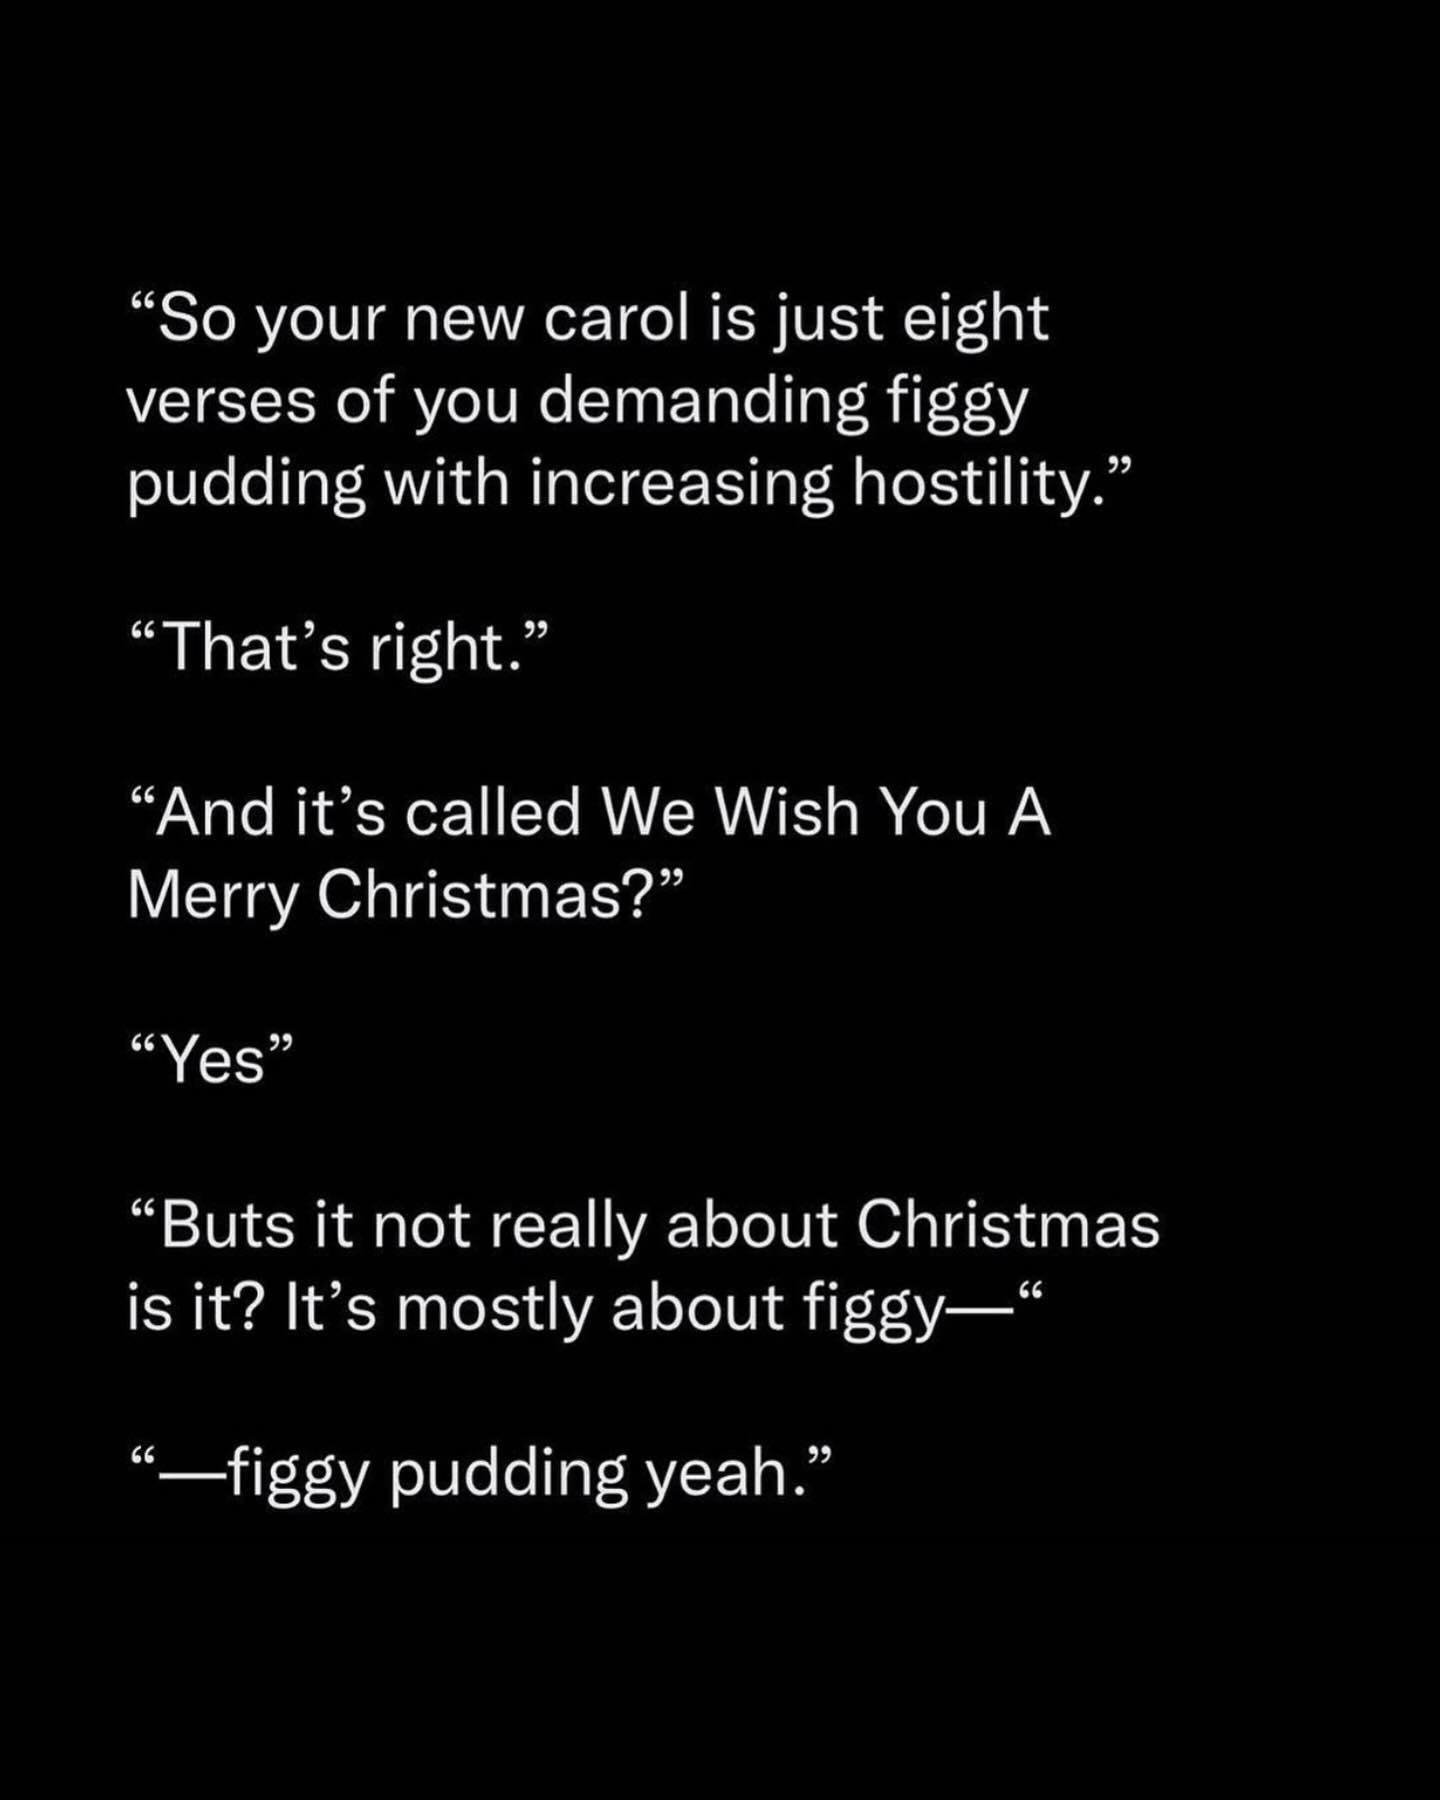 “So your new carol is just eight
verses of you demanding figgy
pudding with increasing hostility.”
“That’s right.”
“And it’s called We Wish You A
Merry Christmas?”
“Yes”
“Buts it not really about Christmas
is it? It’s mostly about figgy—“
“—figgy pudding yeah.”